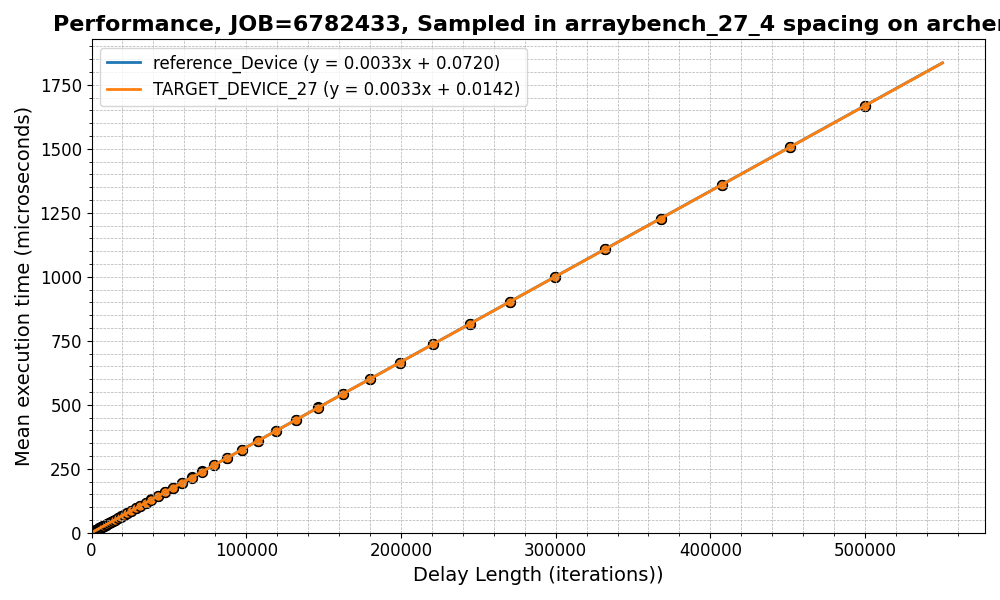 Performance, JOB=6782433, Sampled in arraybench_27_4 spacing on archer
reference_Device (y = 0.0033x + 0.0720)
TARGET_DEVICE_27 (y = 0.0033x + 0.0142)
Mean execution time (microseconds)
1750
1500
1250
1000
750
500
250
0
0 100000 200000 300000 400000 500000
Delay Length (iterations))